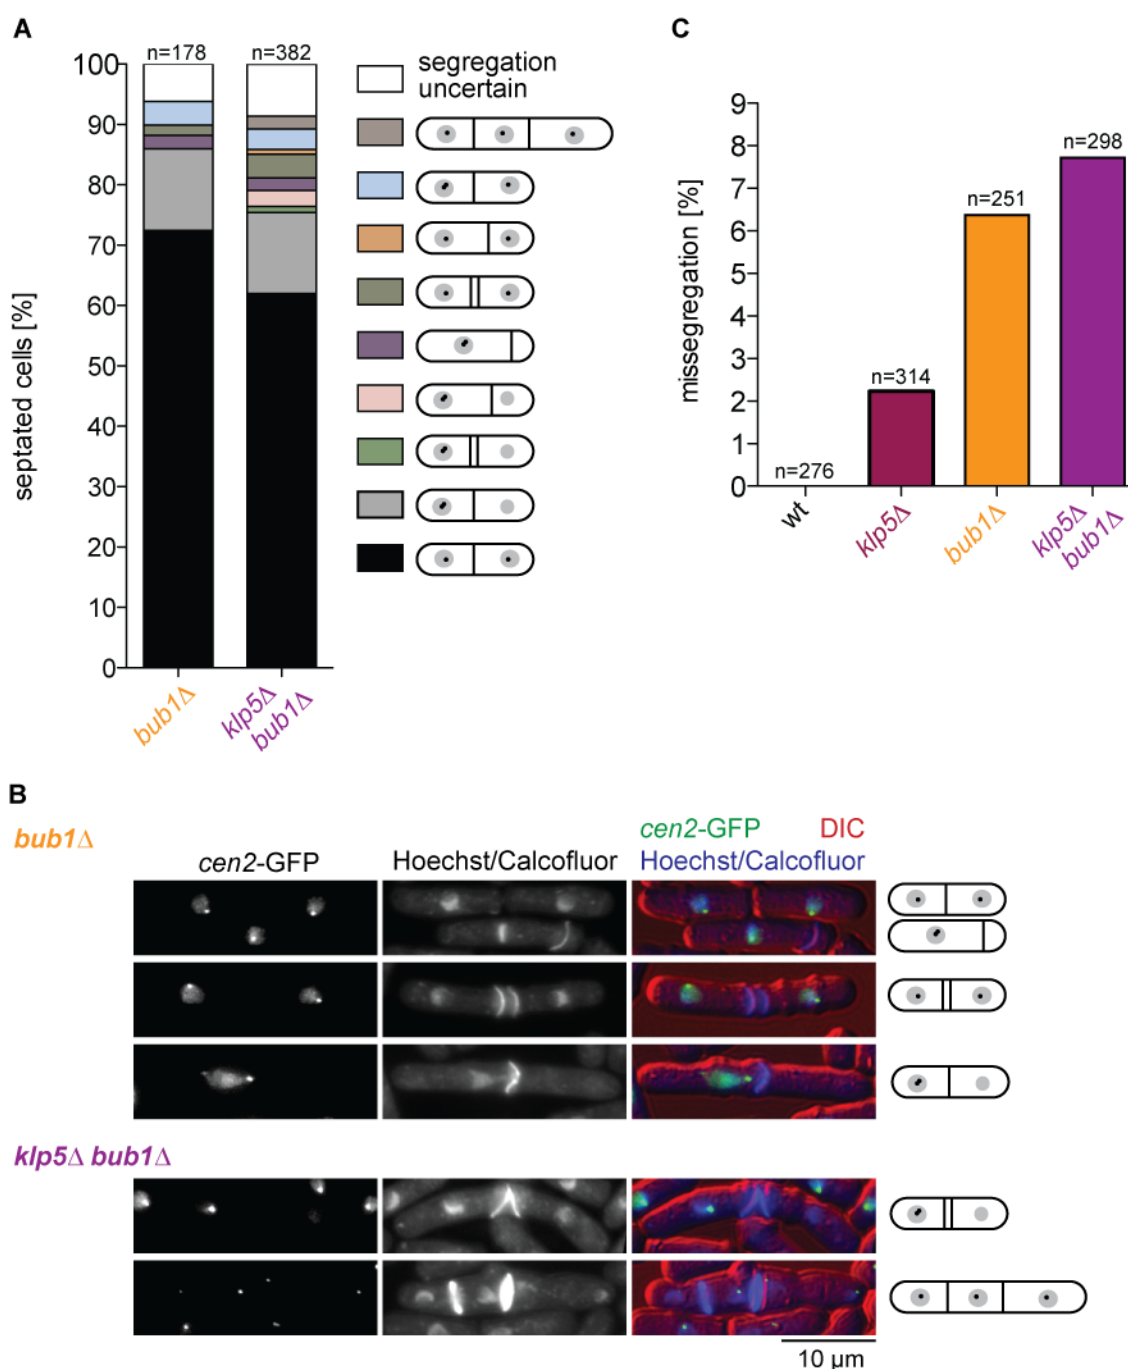 A
n=178 n=382
100
90
80
70
60
50
40
30
20
10
0
septated cells [%]
bub1Δ
klp5Δ
bub1Δ
segregation
uncertain
C
9
8
7
6
5
4
3
2
1
0
missegregation [%]
n=276
n=314
n=251
n=298
wt
klp5Δ
bub1Δ
klp5Δ
bub1Δ
B
bub1Δ
cen2-GFP
Hoechst/Calcofluor
cen2-GFP DIC
Hoechst/Calcofluor
klp5Δ bub1Δ
10 µm